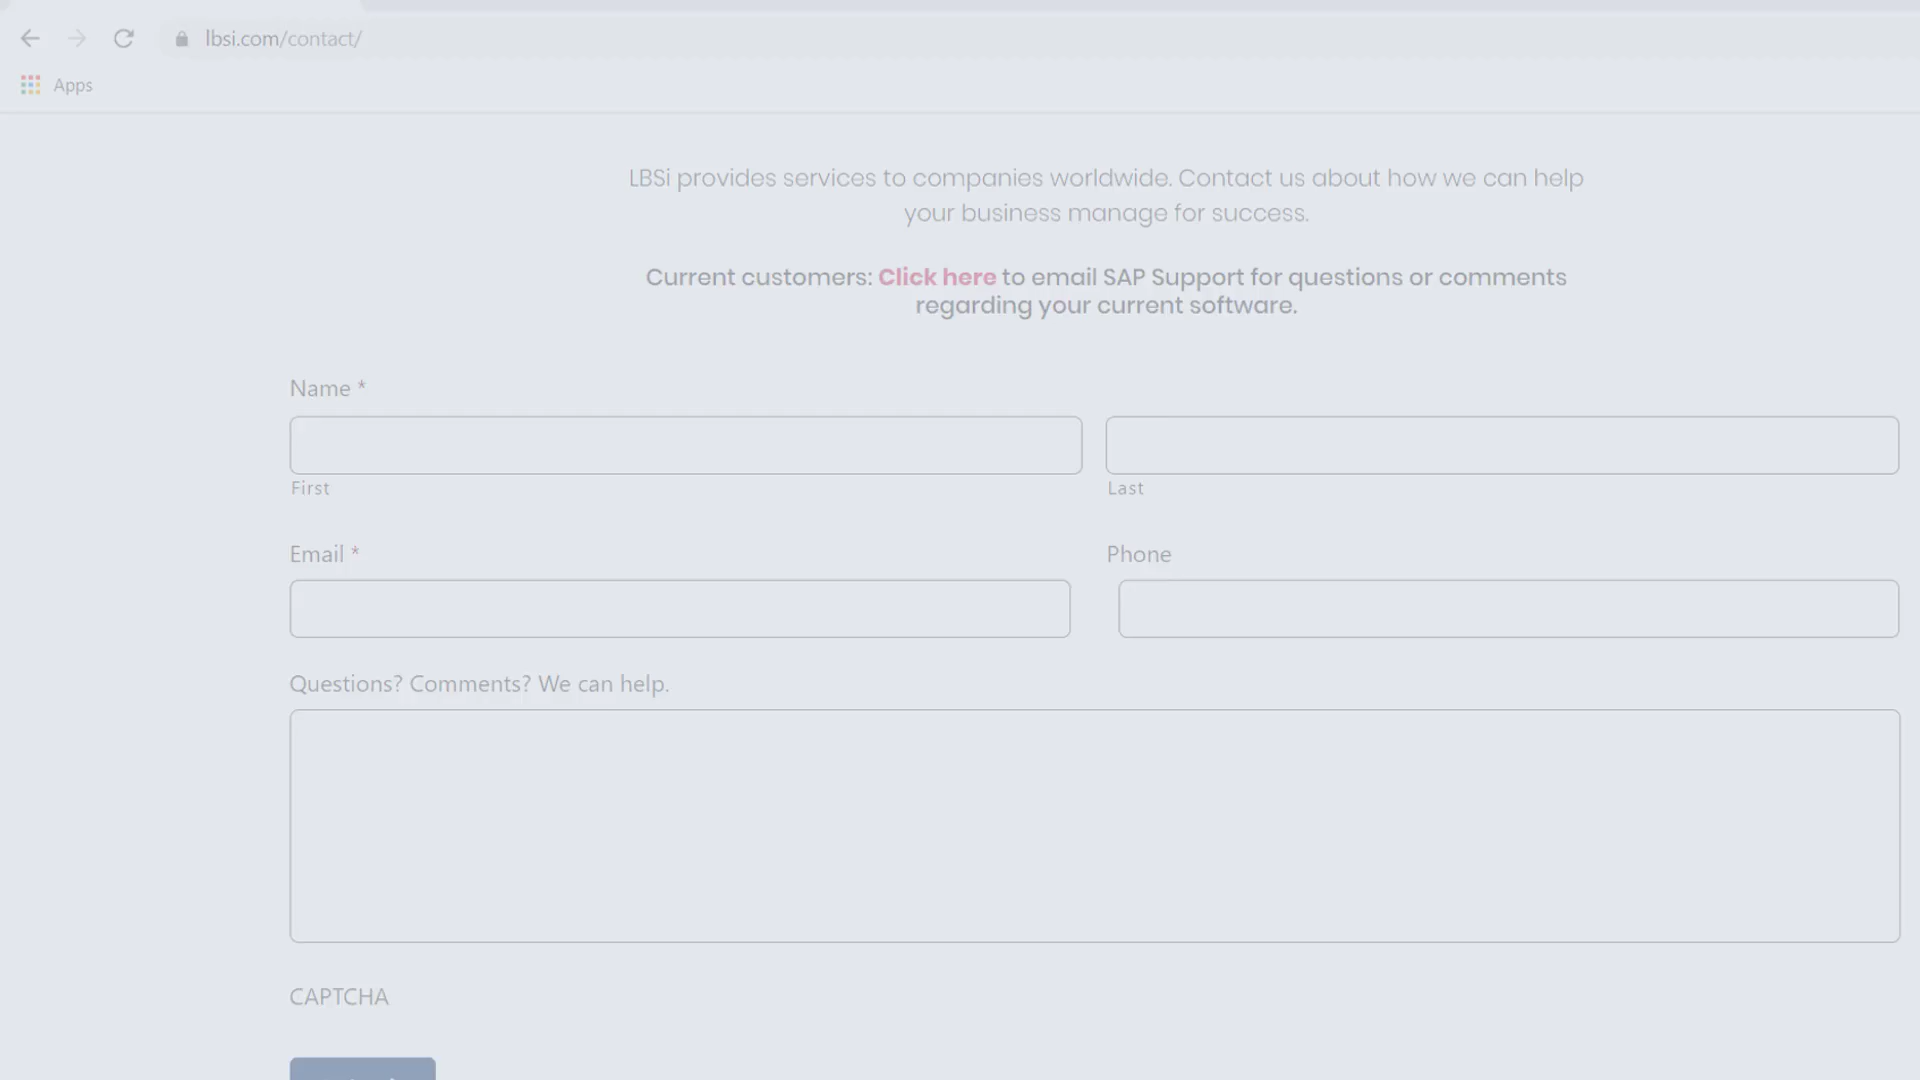 lbsi.com/contact/
Apps
LBSi provides services to companies worldwide. Contact us about how we can help
your business manage for success.
Current customers: Click here to email SAP Support for questions or comments
regarding your current software.
Name *
First
Last
Email *
Phone
Questions? Comments? We can help.
CAPTCHA